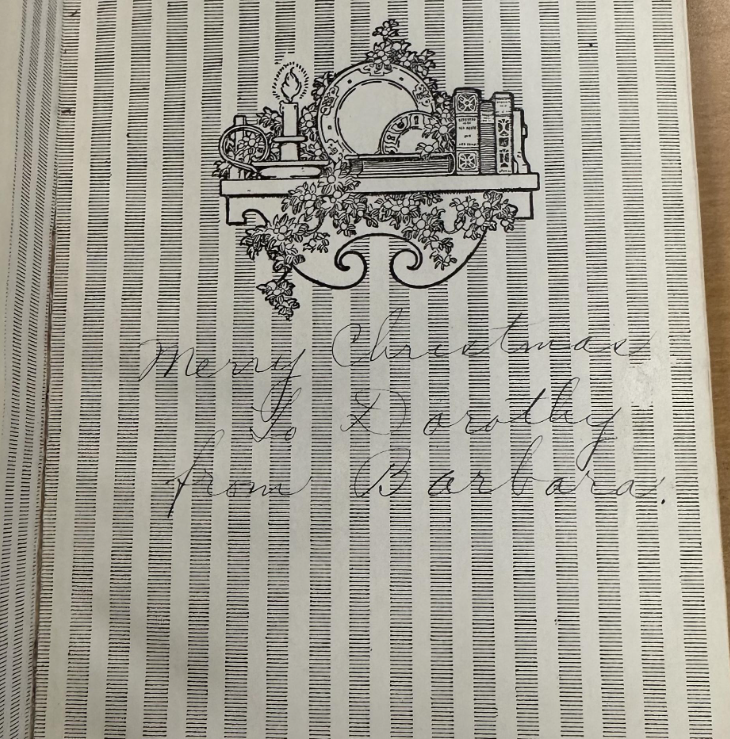 Merry Christmas
To Dorothy
from Barbara.